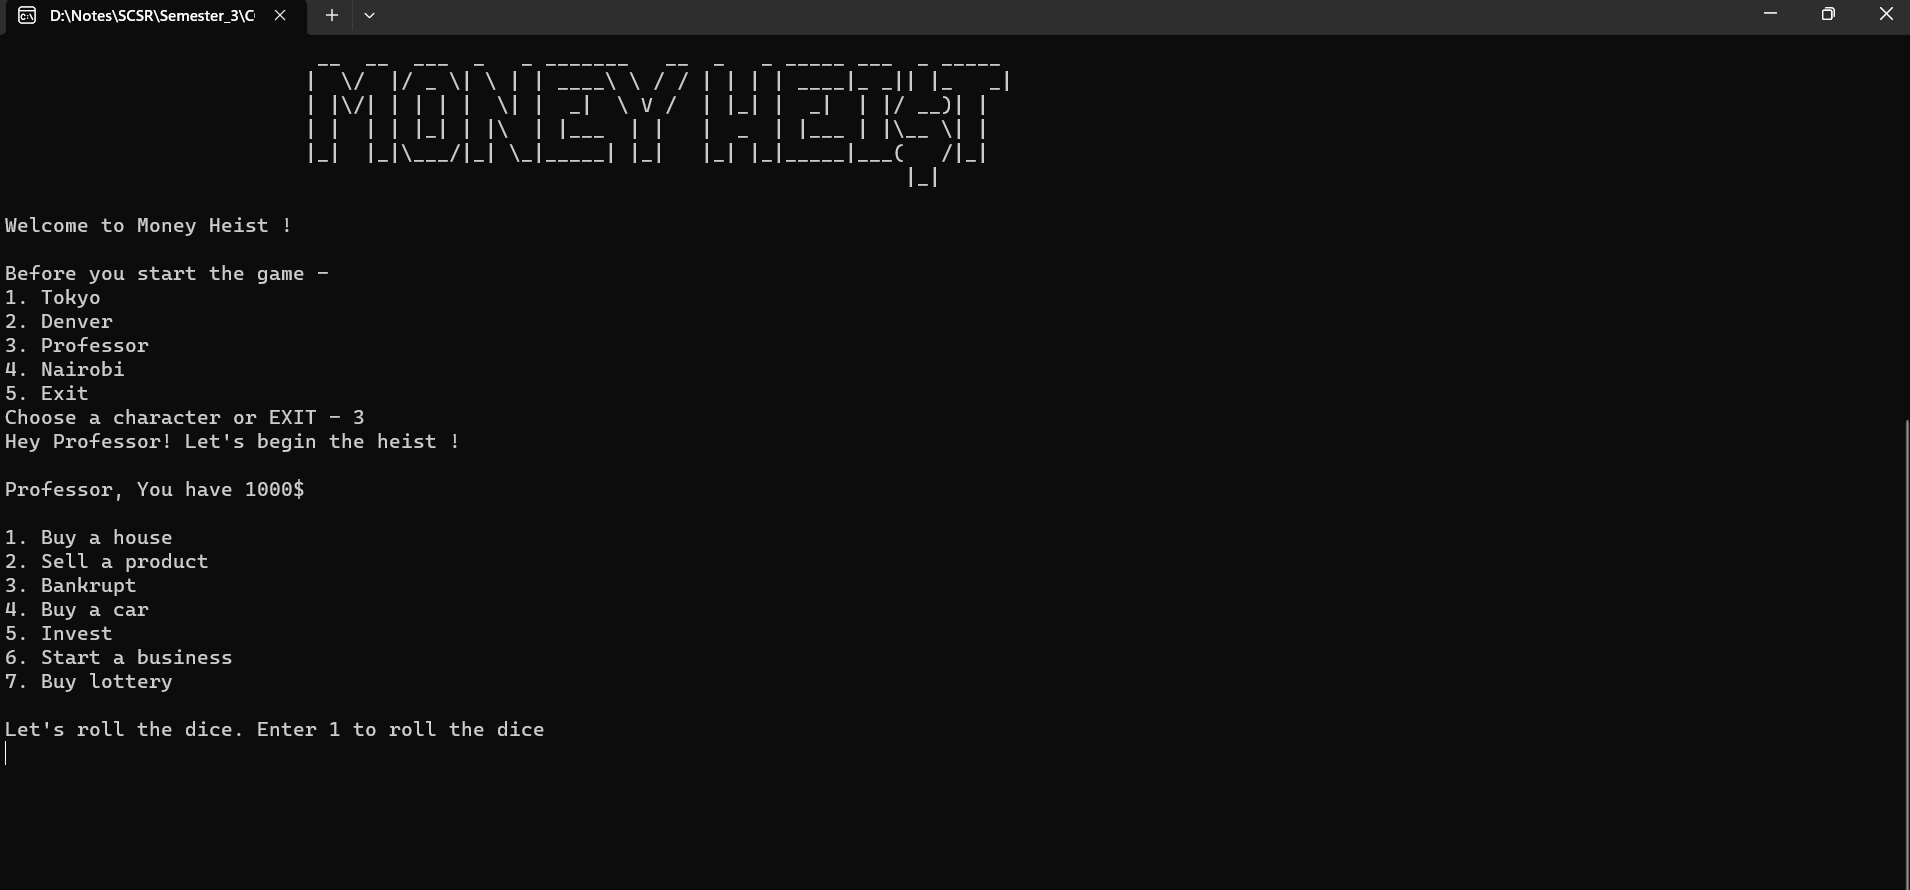 D:\Notes\SCSR\Semester_3\C
MONEY HEIST
Welcome to Money Heist !
Before you start the game -
1. Tokyo
2. Denver
3. Professor
4. Nairobi
5. Exit
Choose a character or EXIT - 3
Hey Professor! Let's begin the heist !
Professor, You have 1000$
1. Buy a house
2. Sell a product
3. Bankrupt
4. Buy a car
5. Invest
6. Start a business
7. Buy lottery
Let's roll the dice. Enter 1 to roll the dice